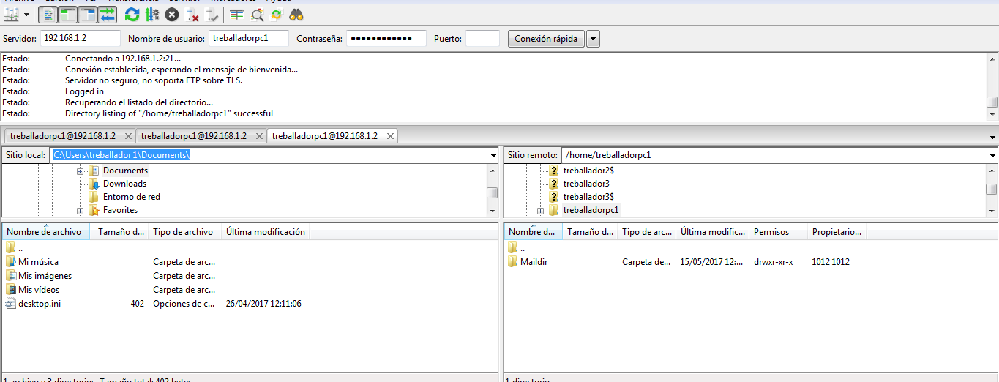 Servidor: 192.168.1.2 Nombre de usuario: treballadorpc1 Contraseña: ●●●●●●●●●●●● Puerto: Conexión rápida
Estado: Conectando a 192.168.1.2:21...
Estado: Conexión establecida, esperando el mensaje de bienvenida...
Estado: Servidor no seguro, no soporta FTP sobre TLS.
Estado: Logged in
Estado: Recuperando el listado del directorio...
Estado: Directory listing of "/home/treballadorpc1" successful
treballadorpc1@192.168.1.2 treballadorpc1@192.168.1.2 treballadorpc1@192.168.1.2
Sitio local: C:\Users\treballador1\Documents\
Documents
Downloads
Entorno de red
Favorites
Sitio remoto: /home/treballadorpc1
treballador2$
treballador3
treballador3$
treballadorpc1
Nombre de archivo Tamaño d... Tipo de archivo Última modificación
..
Mi música Carpeta de arc...
Mis imágenes Carpeta de arc...
Mis vídeos Carpeta de arc...
desktop.ini 402 Opciones de c... 26/04/2017 12:11:06
1 archivo y 3 directorios. Tamaño total: 402 bytes
Nombre d... Tamaño d... Tipo de arc... Última modific... Permisos Propietario...
..
Maildir Carpeta de... 15/05/2017 12:... drwxr-xr-x 1012 1012
1 directorio